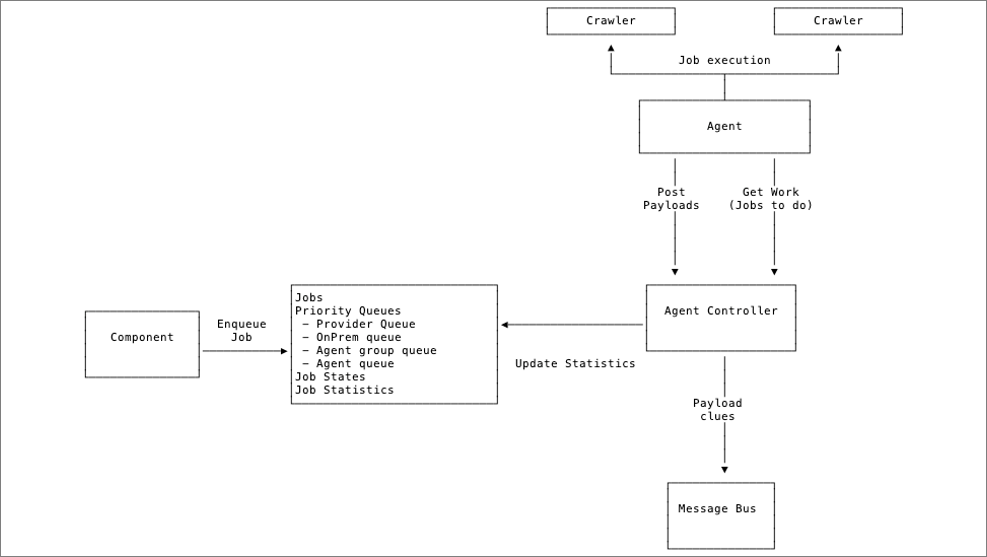 Crawler
Crawler
Job execution
Agent
Post
Payloads
Get Work
(Jobs to do)
Component
Enqueue
Job
Jobs
Priority Queues
– Provider Queue
– OnPrem queue
– Agent group queue
– Agent queue
Job States
Job Statistics
Update Statistics
Agent Controller
Payload
clues
Message Bus